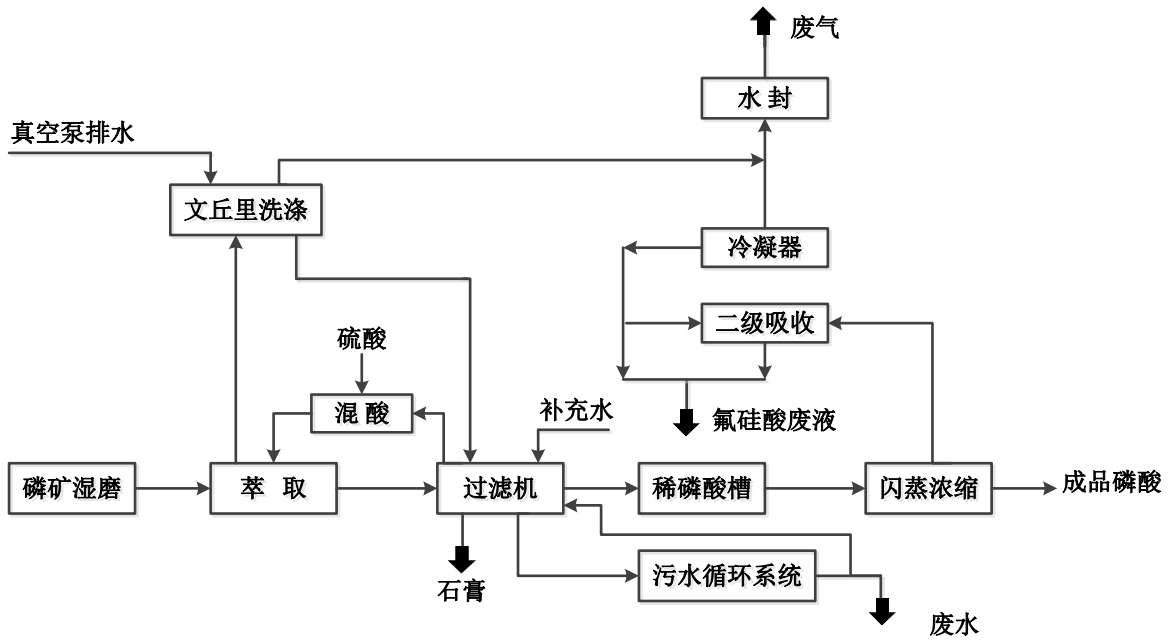 废气
水 封
真空泵排水
文丘里洗涤
冷凝器
二级吸收
硫酸
混 酸
补充水
氟硅酸废液
磷矿湿磨
萃 取
过滤机
稀磷酸槽
闪蒸浓缩
成品磷酸
石膏
污水循环系统
废水